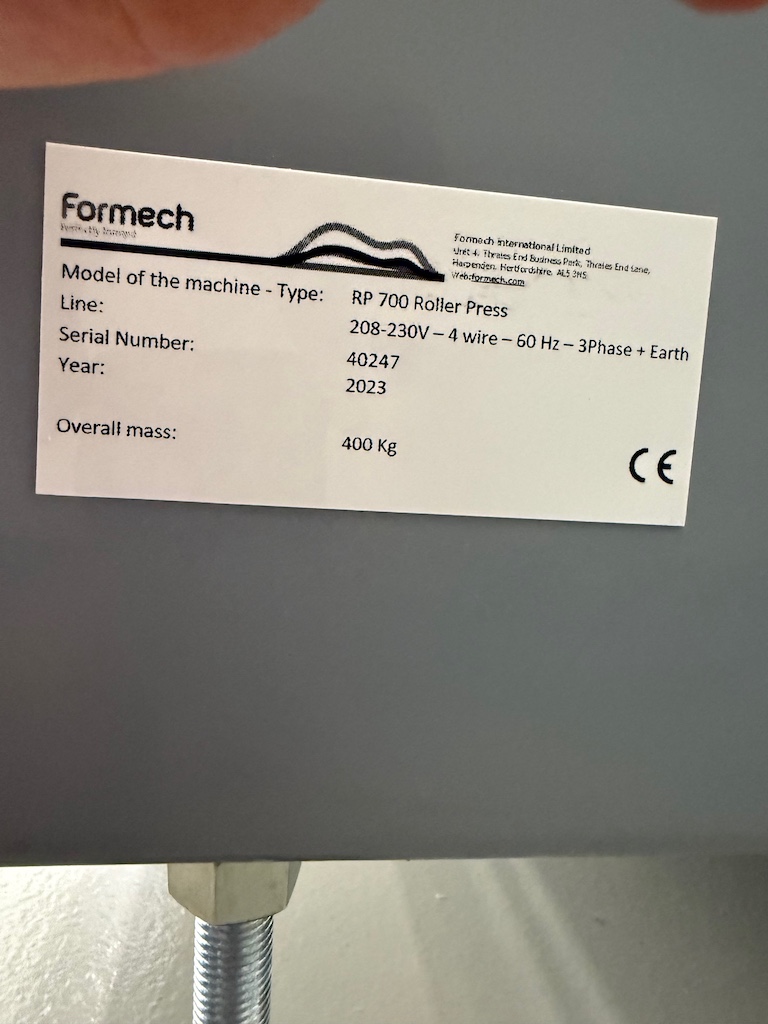 Formech
Formech International Limited
Unit 4, Thrales End Business Park, Thrales End Lane,
Harpenden, Hertfordshire, AL5 3NS
Web:formech.com
Model of the machine - Type: RP 700 Roller Press
Line: 208-230V – 4 wire – 60 Hz – 3Phase + Earth
Serial Number: 40247
Year: 2023
Overall mass: 400 Kg
CE